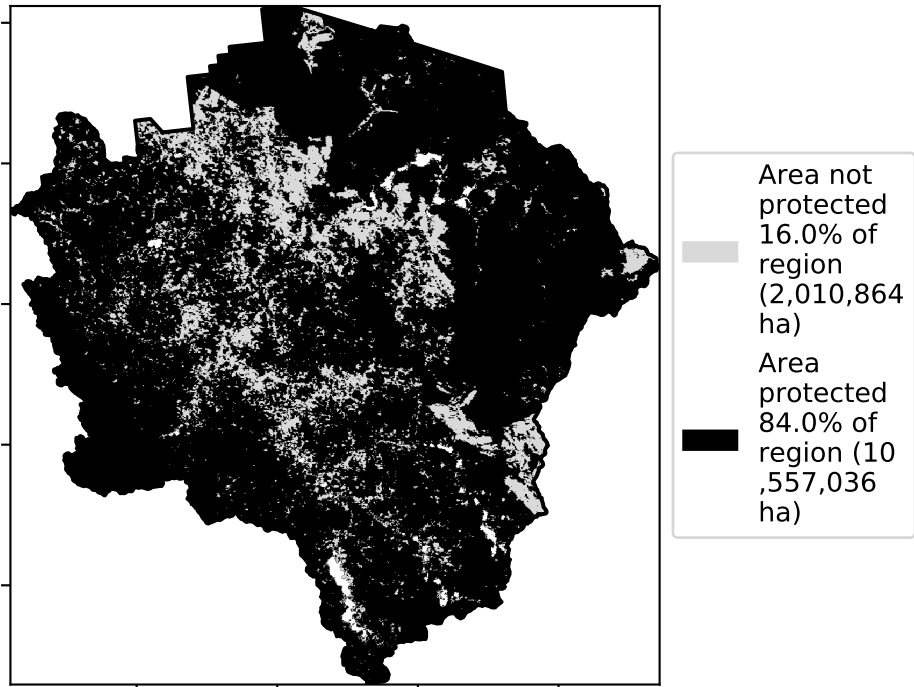 Area not
protected
16.0% of
region
(2,010,864
ha)
Area
protected
84.0% of
region (10
,557,036
ha)